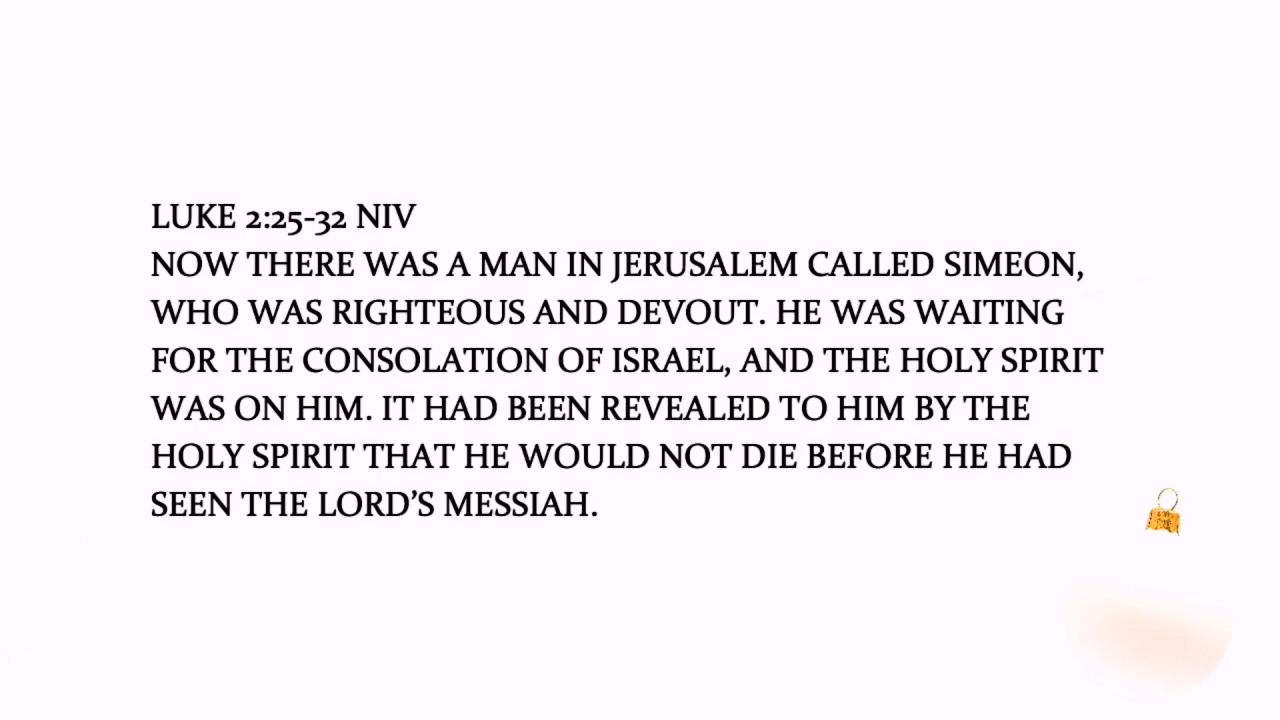 LUKE 2:25-32 NIV
NOW THERE WAS A MAN IN JERUSALEM CALLED SIMEON,
WHO WAS RIGHTEOUS AND DEVOUT. HE WAS WAITING
FOR THE CONSOLATION OF ISRAEL, AND THE HOLY SPIRIT
WAS ON HIM. IT HAD BEEN REVEALED TO HIM BY THE
HOLY SPIRIT THAT HE WOULD NOT DIE BEFORE HE HAD
SEEN THE LORD’S MESSIAH.